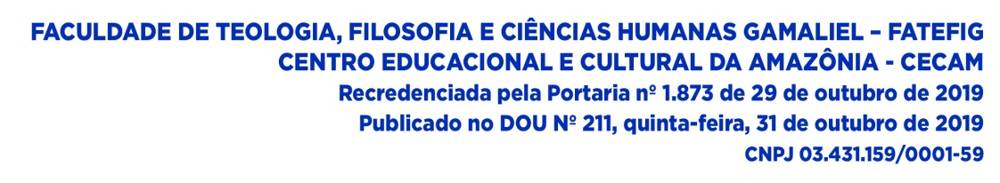 FACULDADE DE TEOLOGIA, FILOSOFIA E CIÊNCIAS HUMANAS GAMALIEL – FATEFIG
CENTRO EDUCACIONAL E CULTURAL DA AMAZÔNIA - CECAM
Recredenciada pela Portaria nº 1.873 de 29 de outubro de 2019
Publicado no DOU Nº 211, quinta-feira, 31 de outubro de 2019
CNPJ 03.431.159/0001-59